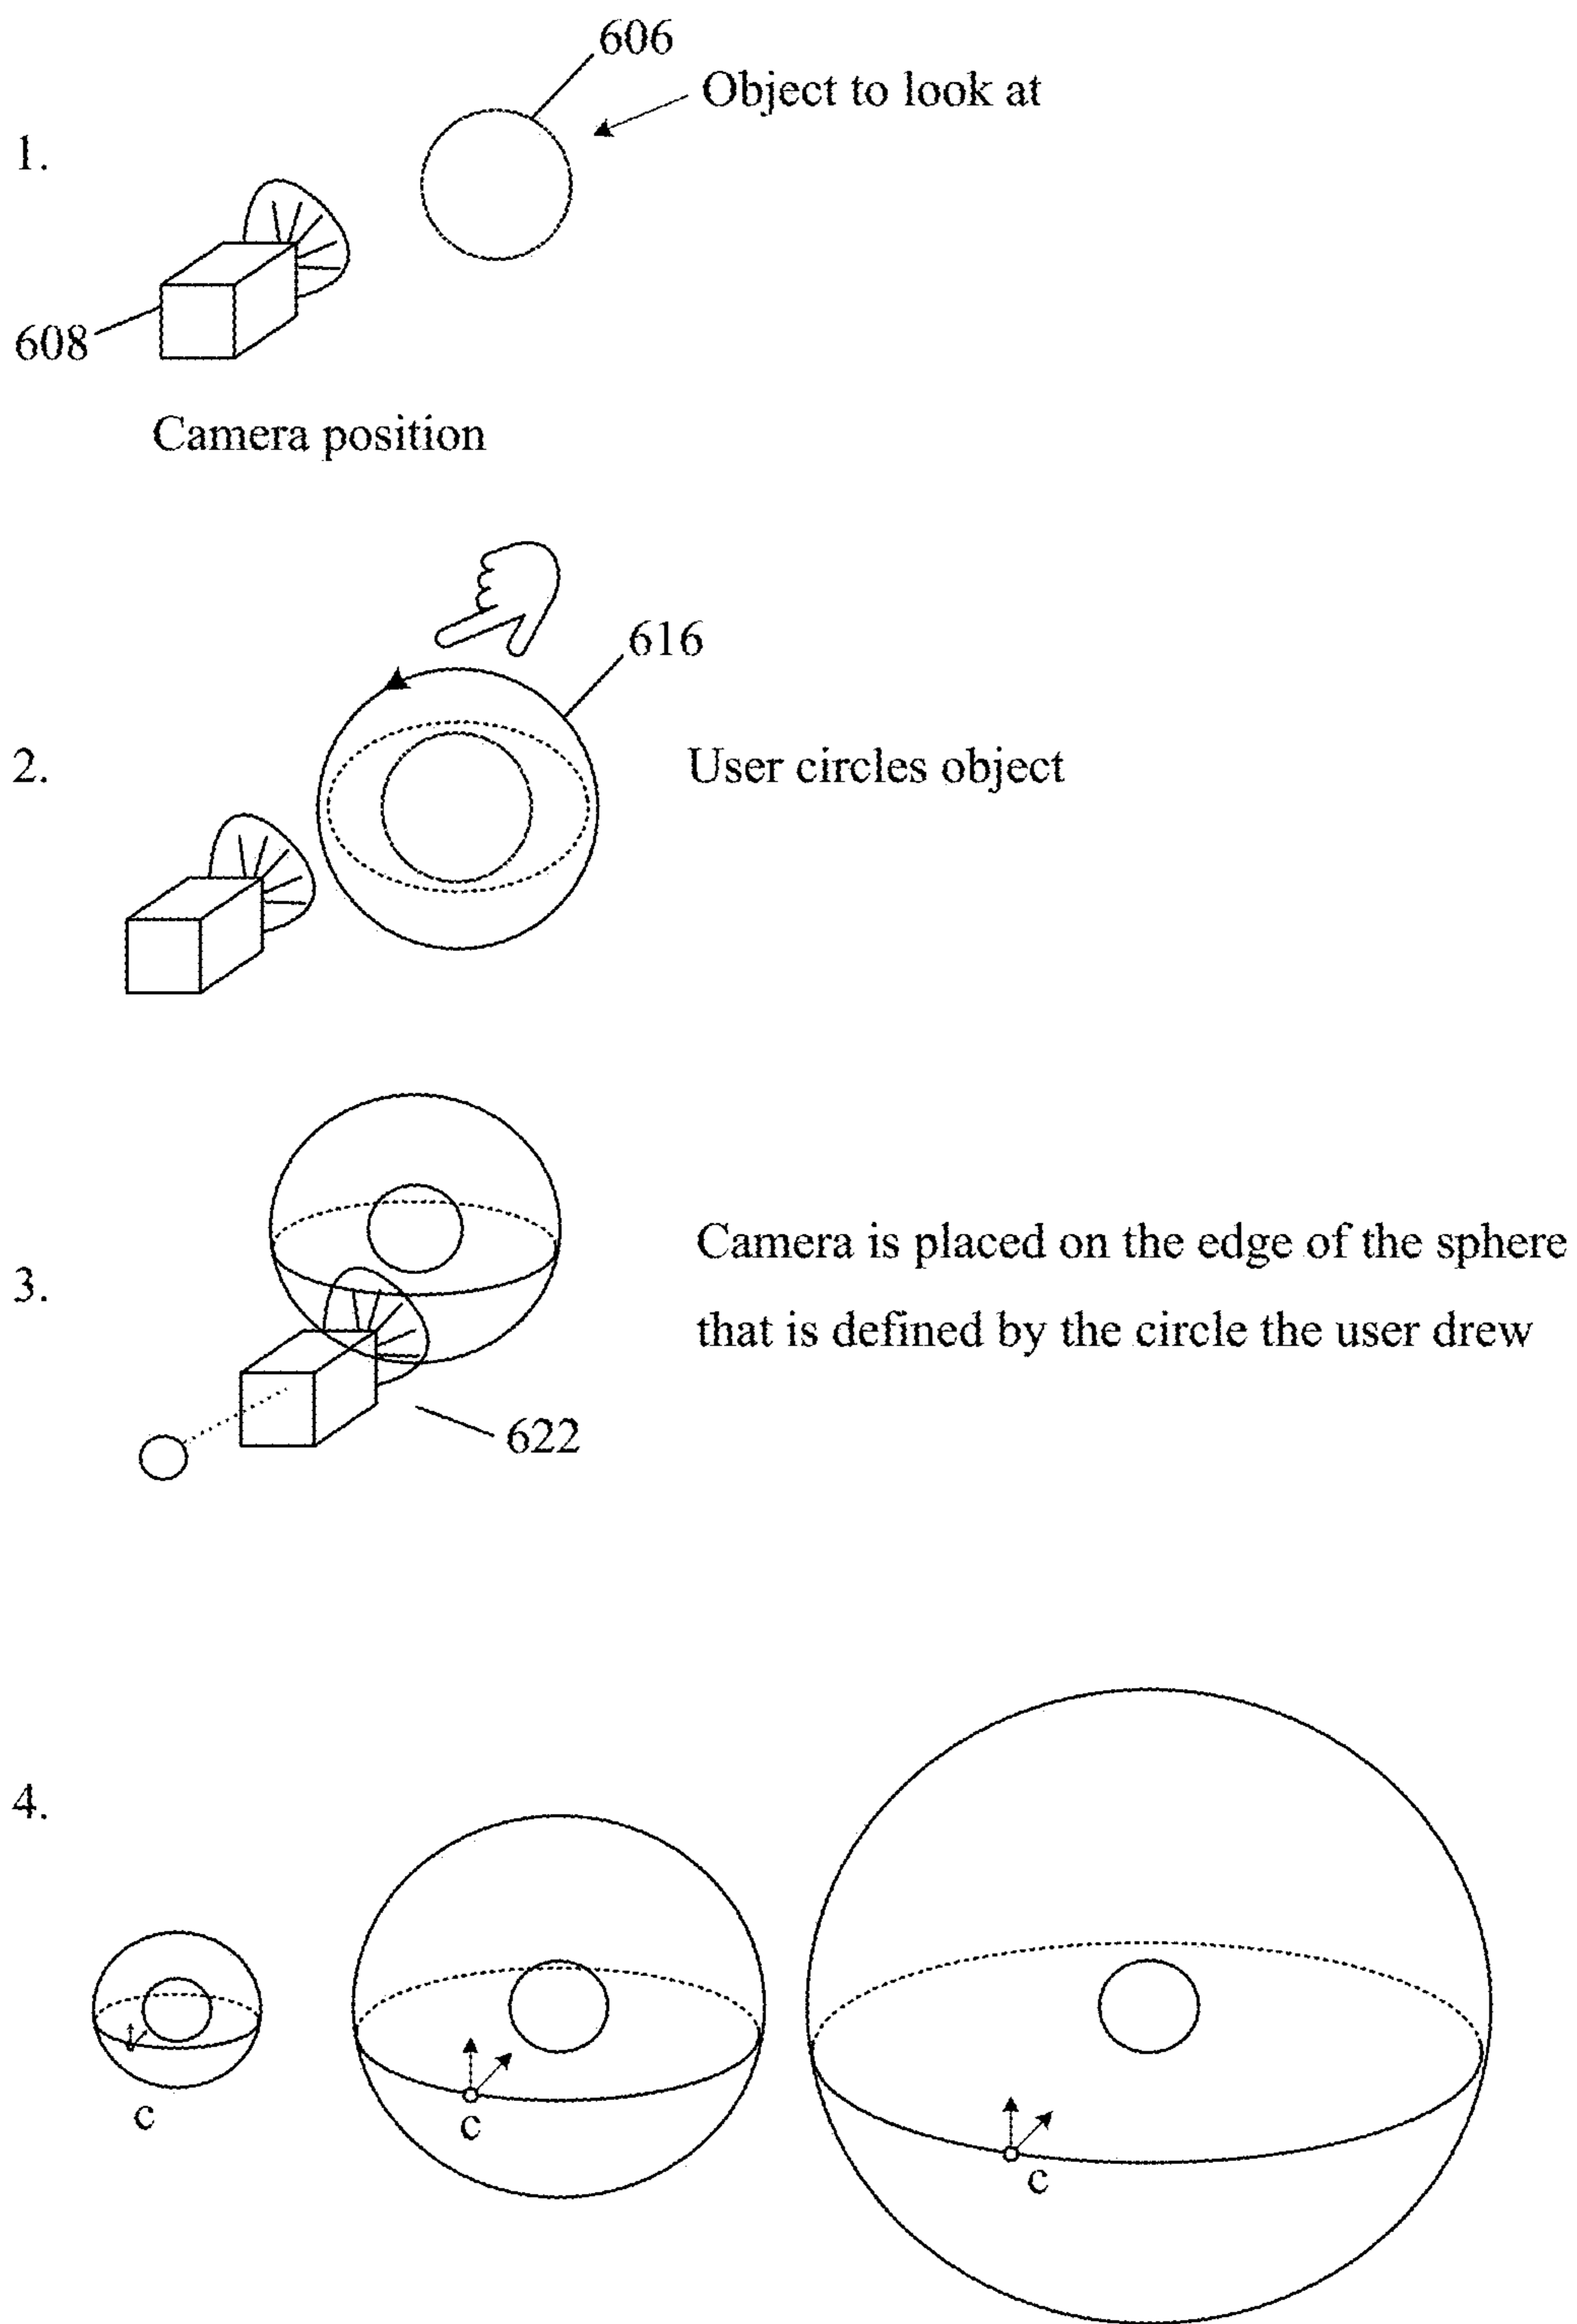 606
Object to look at
1.
608
Camera position
616
2.
User circles object
Camera is placed on the edge of the sphere
3.
that is defined by the circle the user drew
622
4.
c
c
c